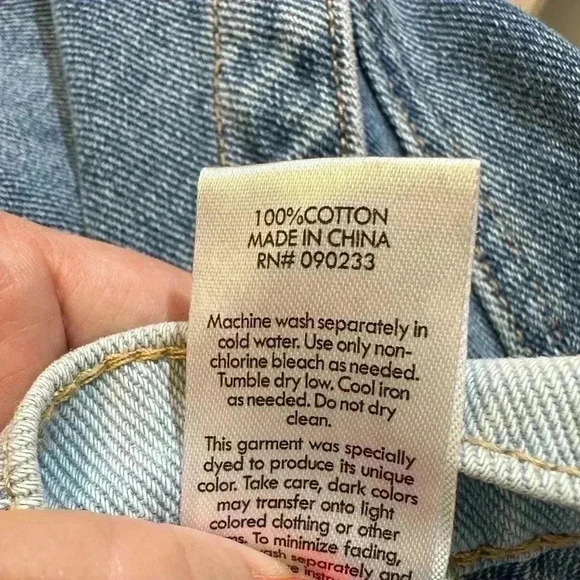 100%COTTON
MADE IN CHINA
RN# 090233
Machine wash separately in
cold water. Use only non-
chlorine bleach as needed.
Tumble dry low. Cool iron
as needed. Do not dry
clean.
This garment was specially
dyed to produce its unique
color. Take care, dark colors
may transfer onto light
colored clothing or other
To minimize fading,
separately and